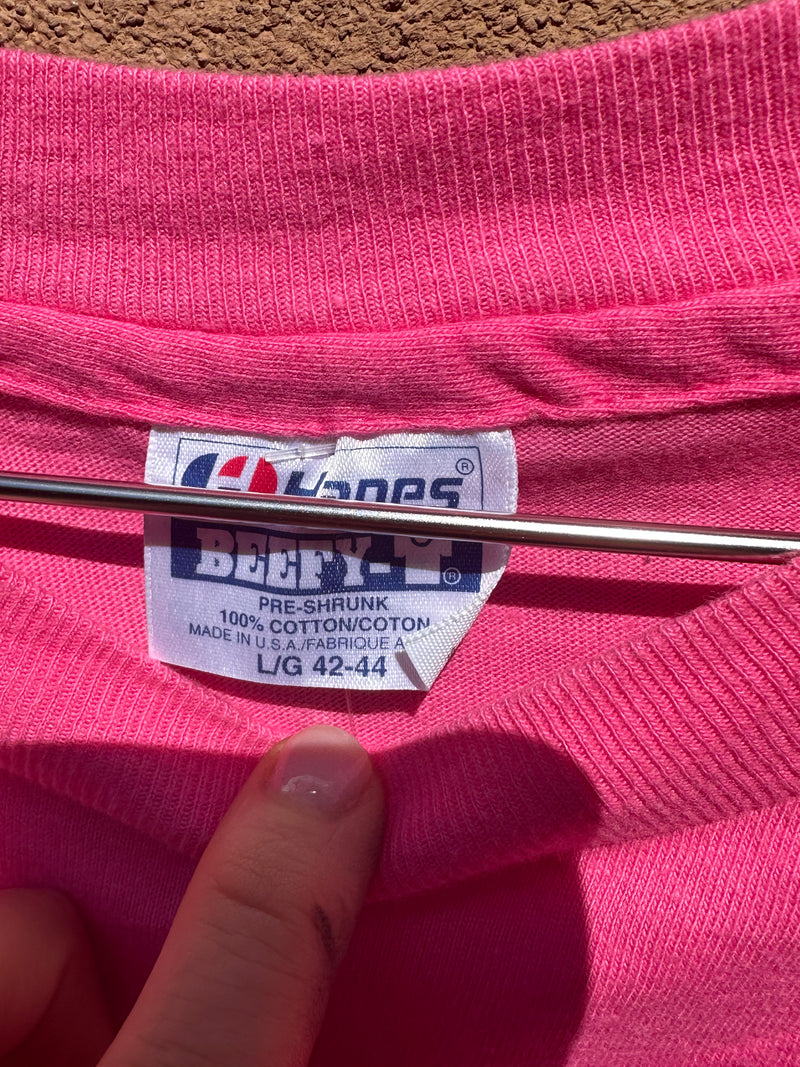 Hanes®
BEEFY-T®
PRE-SHRUNK
100% COTTON/COTON
MADE IN U.S.A./FABRIQUE A
L/G 42-44